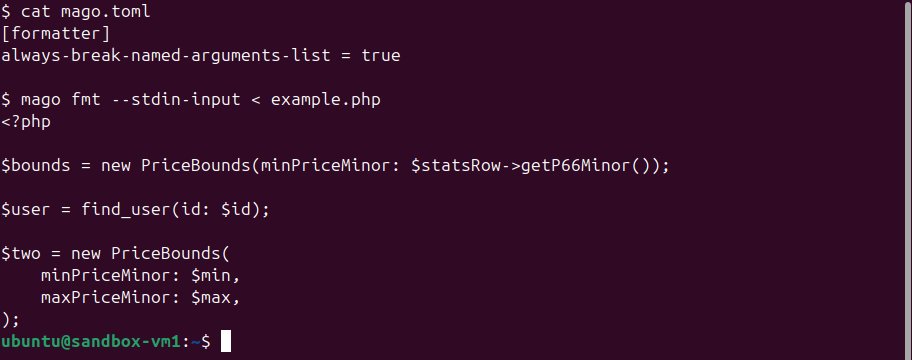 $ cat mago.toml
[formatter]
always-break-named-arguments-list = true
$ mago fmt --stdin-input < example.php
<?php
$bounds = new PriceBounds(minPriceMinor: $statsRow->getP66Minor());
$user = find_user(id: $id);
$two = new PriceBounds(
    minPriceMinor: $min,
    maxPriceMinor: $max,
);
ubuntu@sandbox-vm1:~$